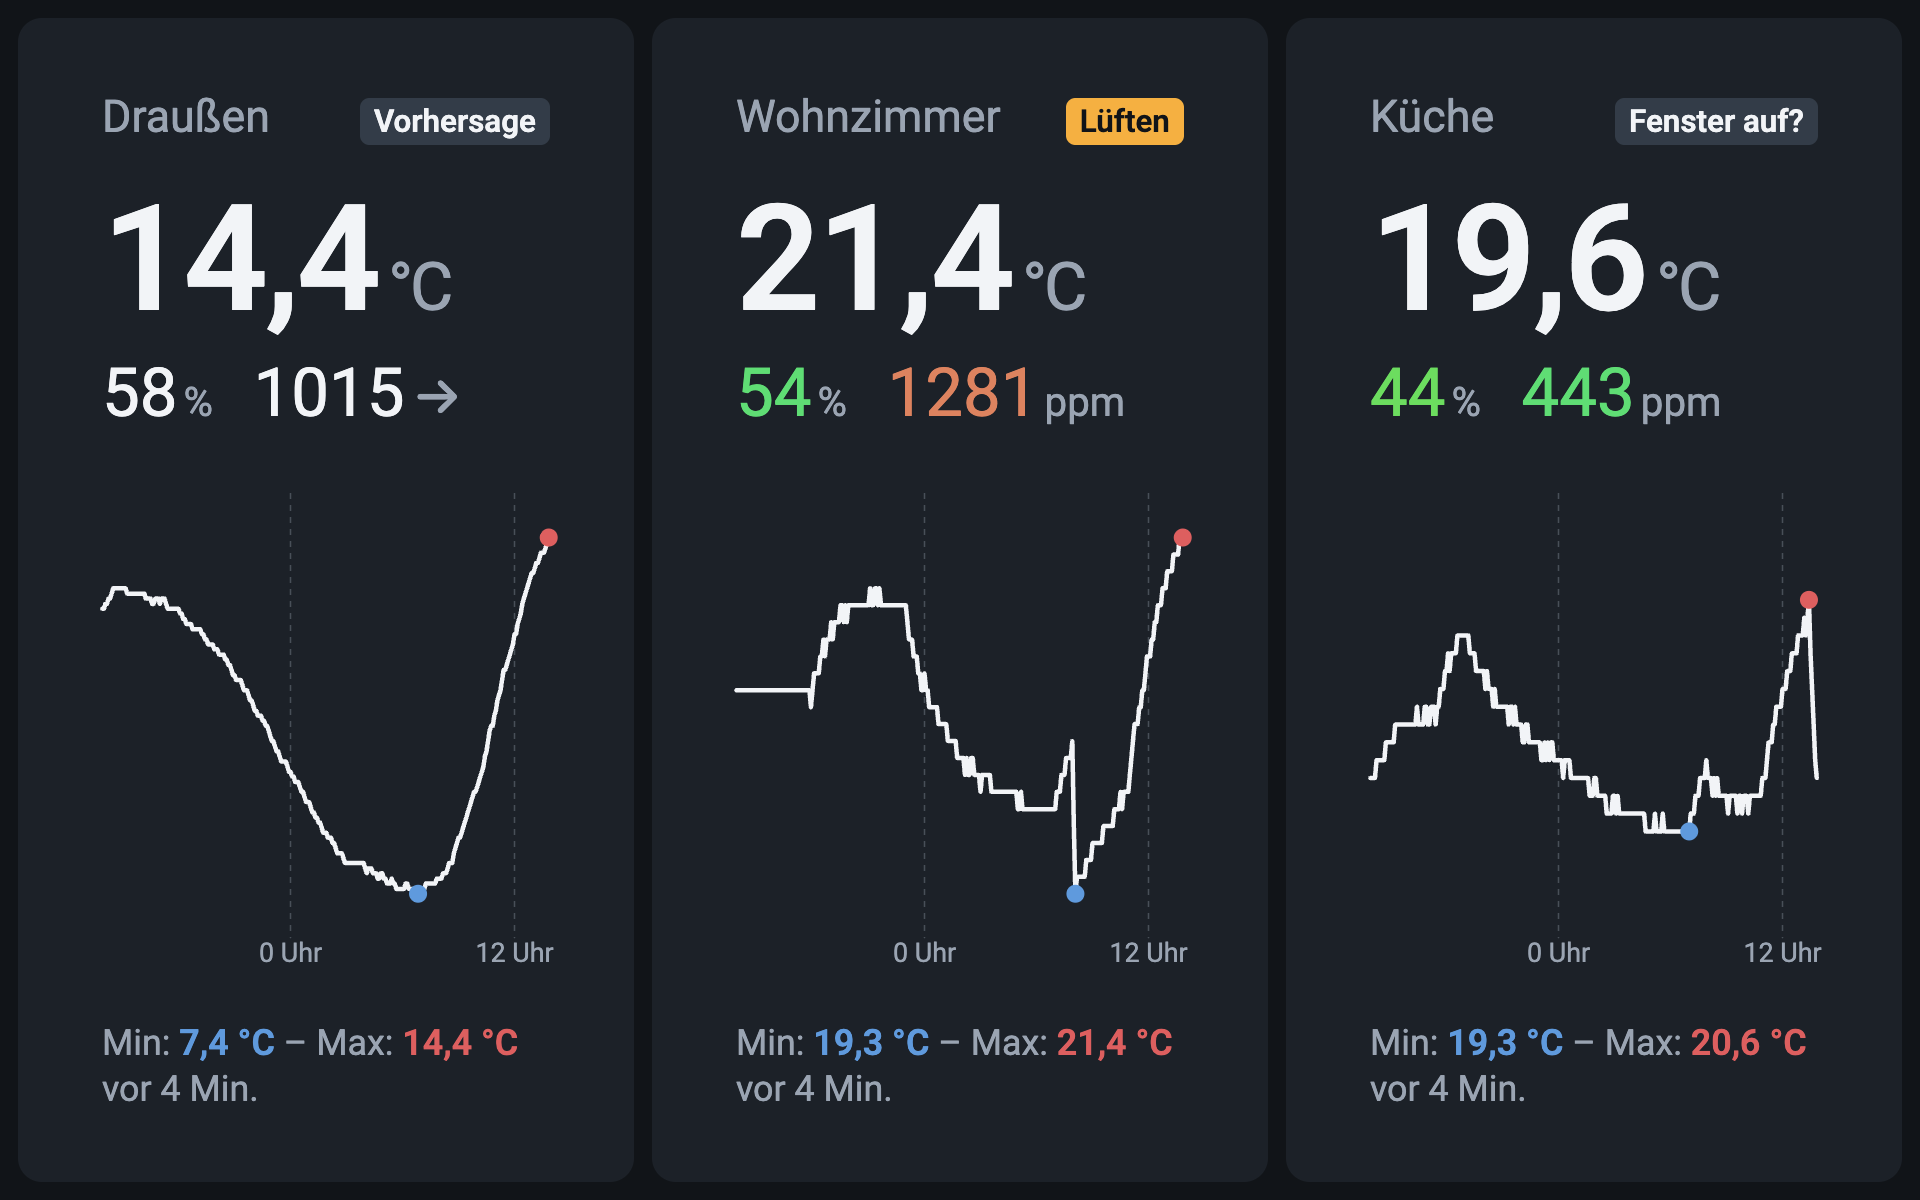 Draußen Vorhersage
14,4 °C
58 % 1015 →
0 Uhr 12 Uhr
Min: 7,4 °C – Max: 14,4 °C
vor 4 Min.
Wohnzimmer Lüften
21,4 °C
54 % 1281 ppm
0 Uhr 12 Uhr
Min: 19,3 °C – Max: 21,4 °C
vor 4 Min.
Küche Fenster auf?
19,6 °C
44 % 443 ppm
0 Uhr 12 Uhr
Min: 19,3 °C – Max: 20,6 °C
vor 4 Min.